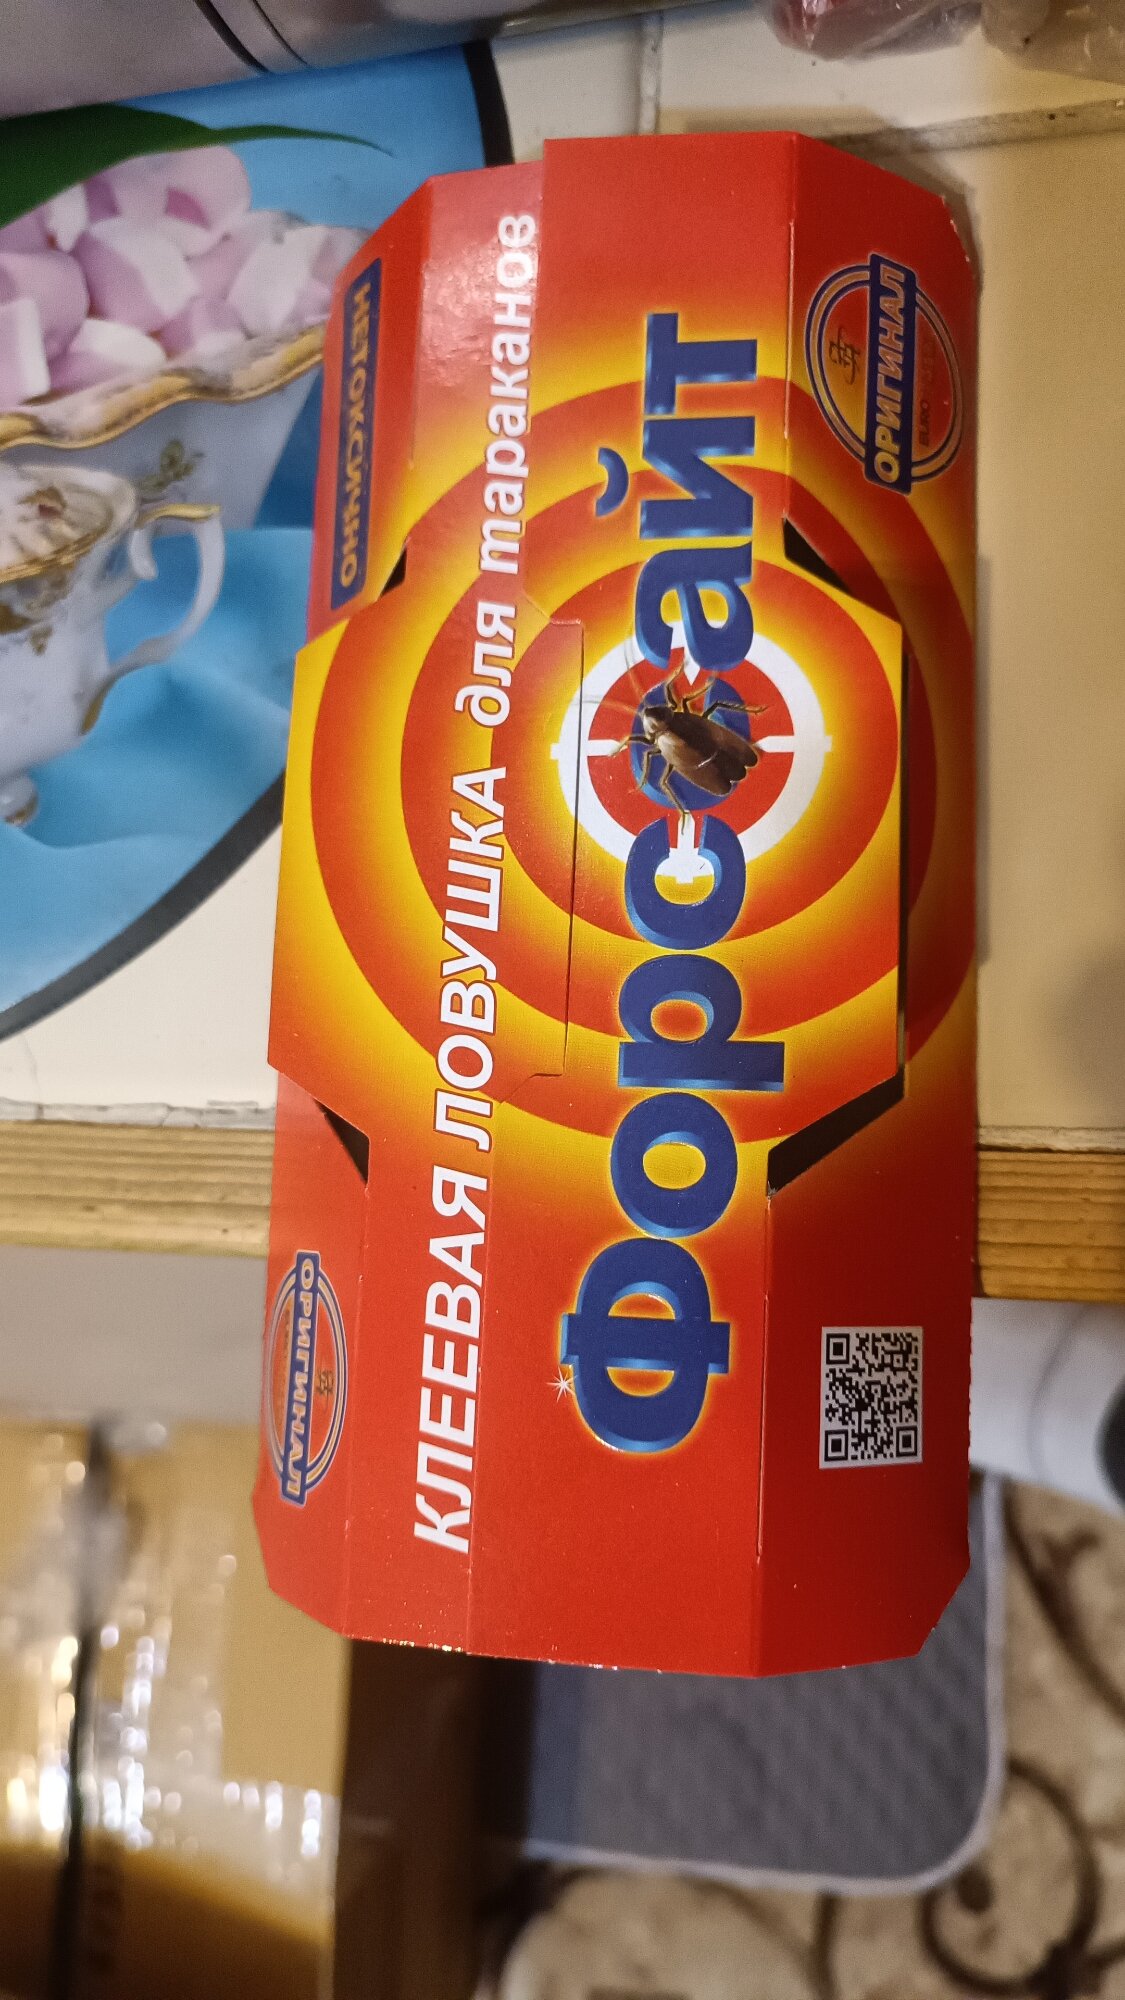 НЕТОКСИЧНО
КЛЕЕВАЯ ЛОВУШКА для тараканов
Форсайт
ОРИГИНАЛ
ОРИГИНАЛ